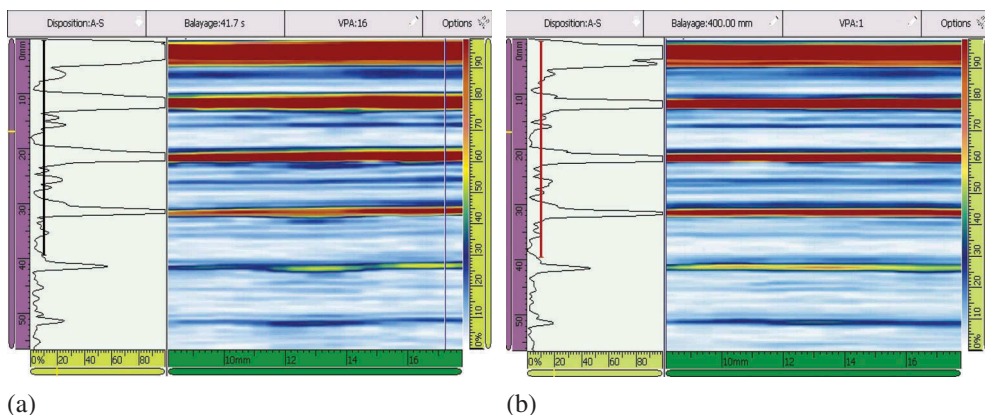 Disposition:A-S Balayage:41.7 s VPA:16 Options
0mm 10 20 30 40 50
0% 20 40 60 80
10mm 12 14 16
90 80 70 60 50 40 30 20 10 0%
(a)
Disposition:A-S Balayage:400.00 mm VPA:1 Options
0mm 10 20 30 40 50
0% 20 40 60 80
10mm 12 14 16
90 80 70 60 50 40 30 20 10 0%
(b)